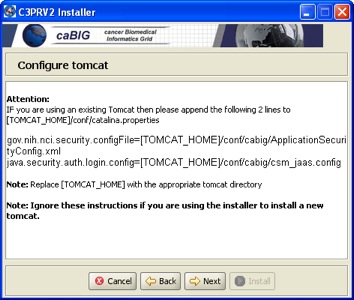 C3PRV2 Installer
caBIG
cancer Biomedical
Informatics Grid
Configure tomcat
Attention:
IF you are using an existing Tomcat then please append the following 2 lines to
[TOMCAT_HOME]/conf/catalina.properties
gov.nih.nci.security.configFile=[TOMCAT_HOME]/conf/cabig/ApplicationSecuri
tyConfig.xml
java.security.auth.login.config=[TOMCAT_HOME]/conf/cabig/csm_jaas.config
Note: Replace [TOMCAT_HOME] with the appropriate tomcat directory
Note: Ignore these instructions if you are using the installer to install a new
tomcat.
Cancel Back Next Install